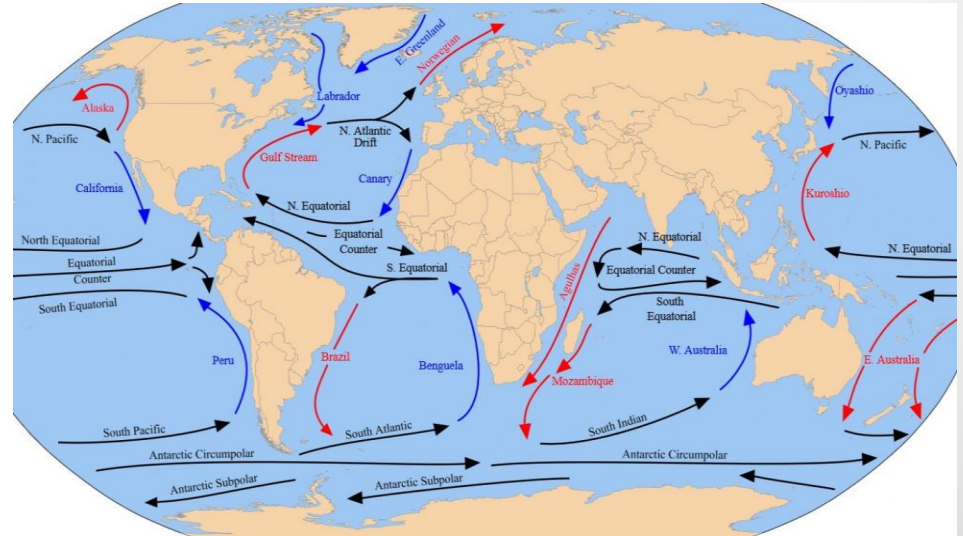 E. Greenland
Norwegian
Alaska
Labrador
Oyashio
N. Pacific
N. Atlantic
Drift
N. Pacific
Gulf Stream
California
Canary
Kuroshio
N. Equatorial
North Equatorial
Equatorial
Counter
N. Equatorial
N. Equatorial
Equatorial
Counter
S. Equatorial
Equatorial Counter
South Equatorial
Agulhas
South
Equatorial
Peru
Brazil
Benguela
W. Australia
E. Australia
Mozambique
South Pacific
South Atlantic
South Indian
Antarctic Circumpolar
Antarctic Circumpolar
Antarctic Subpolar
Antarctic Subpolar